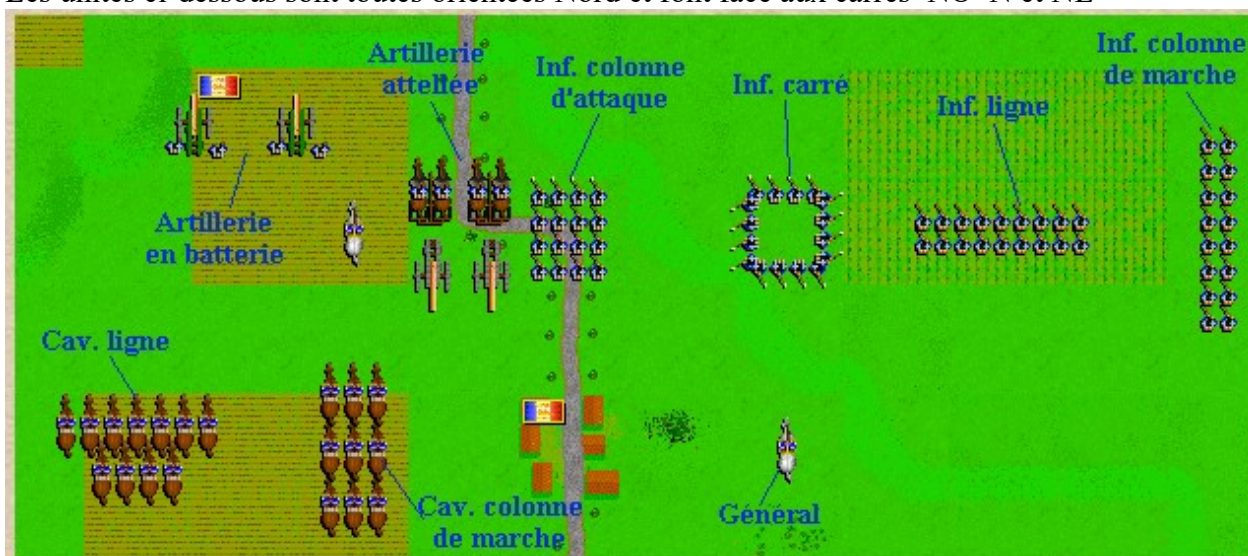 Les unités ci-dessous sont toutes orientées Nord et font face aux carrés NO N et NE
Artillerie
attelée
Inf. colonne
d'attaque
Inf. carré
Inf. ligne
Inf. colonne
de marche
Artillerie
en batterie
Cav. ligne
Cav. colonne
de marche
Général